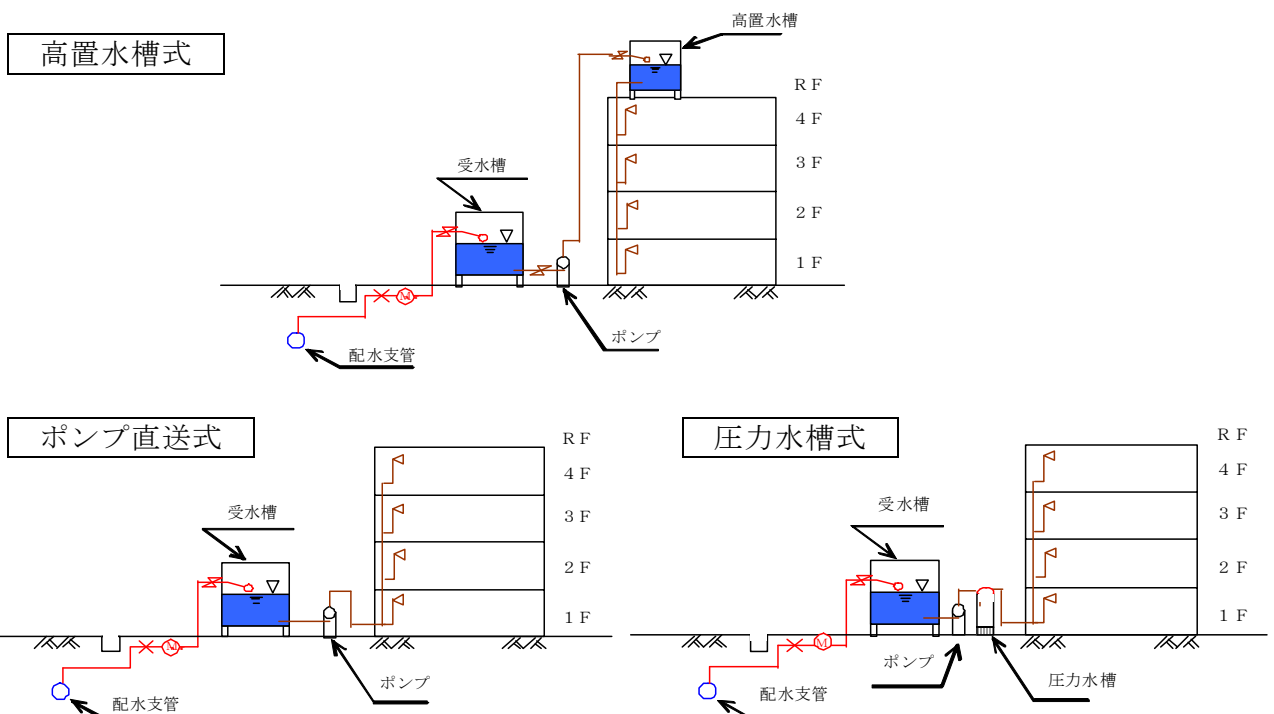 高置水槽式
高置水槽
ＲＦ
４Ｆ
３Ｆ
２Ｆ
１Ｆ
受水槽
M
ポンプ
配水支管
ポンプ直送式
ＲＦ
４Ｆ
３Ｆ
２Ｆ
１Ｆ
受水槽
M
ポンプ
配水支管
圧力水槽式
ＲＦ
４Ｆ
３Ｆ
２Ｆ
１Ｆ
受水槽
M
ポンプ
圧力水槽
配水支管